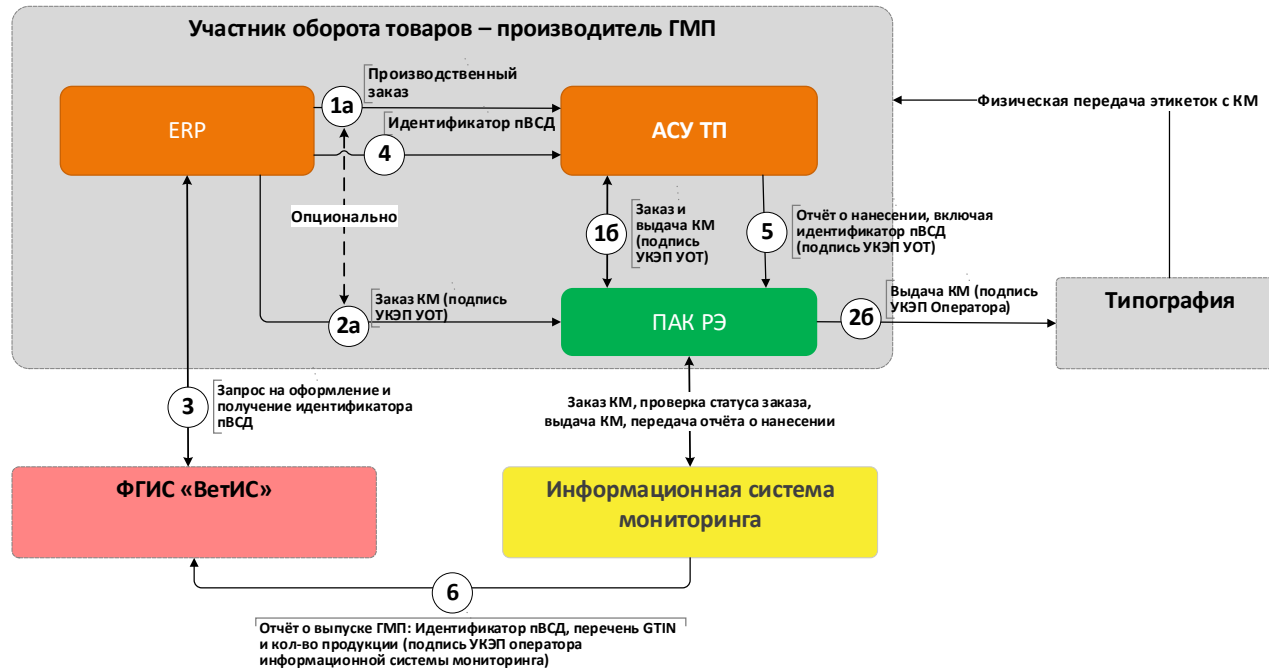 Участник оборота товаров – производитель ГМП
Производственный
заказ
1а
ERP
АСУ ТП
Идентификатор пВСД
4
Физическая передача этикеток с КМ
Опционально
1б
Заказ и
выдача КМ
(подпись
УКЭП УОТ)
5
Отчёт о нанесении, включая
идентификатор пВСД
(подпись УКЭП УОТ)
Заказ КМ (подпись
УКЭП УОТ)
2а
ПАК РЭ
Выдача КМ (подпись
УКЭП Оператора)
2б
Типография
3
Запрос на оформление и
получение идентификатора
пВСД
Заказ КМ, проверка статуса заказа,
выдача КМ, передача отчёта о нанесении
ФГИС «ВетИС»
Информационная система
мониторинга
6
Отчёт о выпуске ГМП: Идентификатор пВСД, перечень GTIN
и кол-во продукции (подпись УКЭП оператора
информационной системы мониторинга)